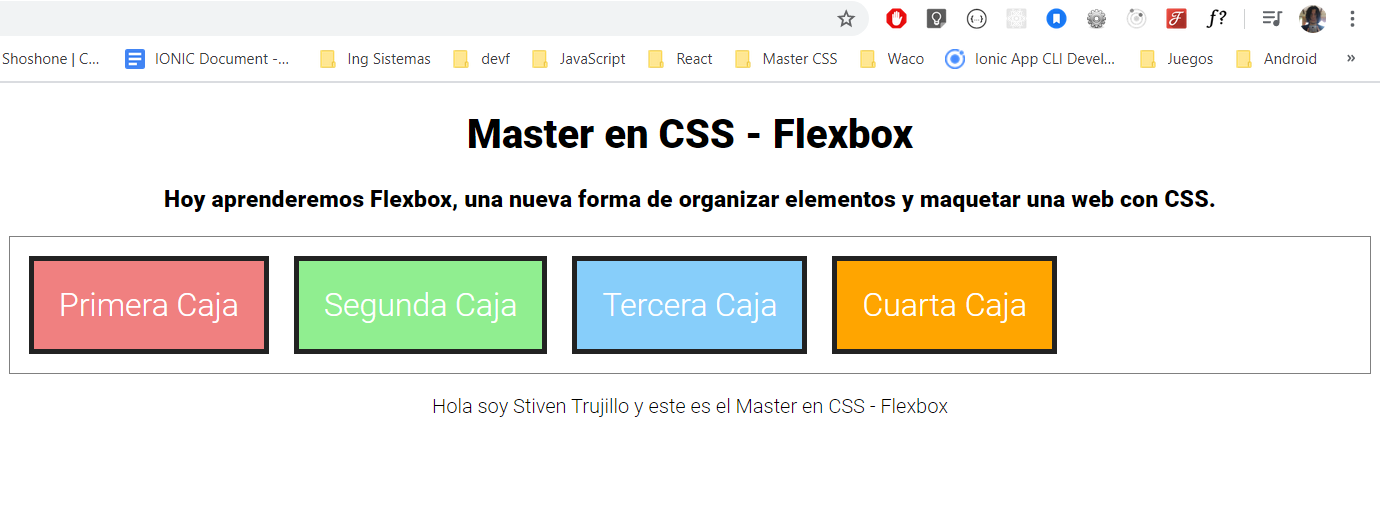 Shoshone | C... IONIC Document -... Ing Sistemas devf JavaScript React Master CSS Waco Ionic App CLI Devel... Juegos Android »
Master en CSS - Flexbox
Hoy aprenderemos Flexbox, una nueva forma de organizar elementos y maquetar una web con CSS.
Primera Caja Segunda Caja Tercera Caja Cuarta Caja
Hola soy Stiven Trujillo y este es el Master en CSS - Flexbox